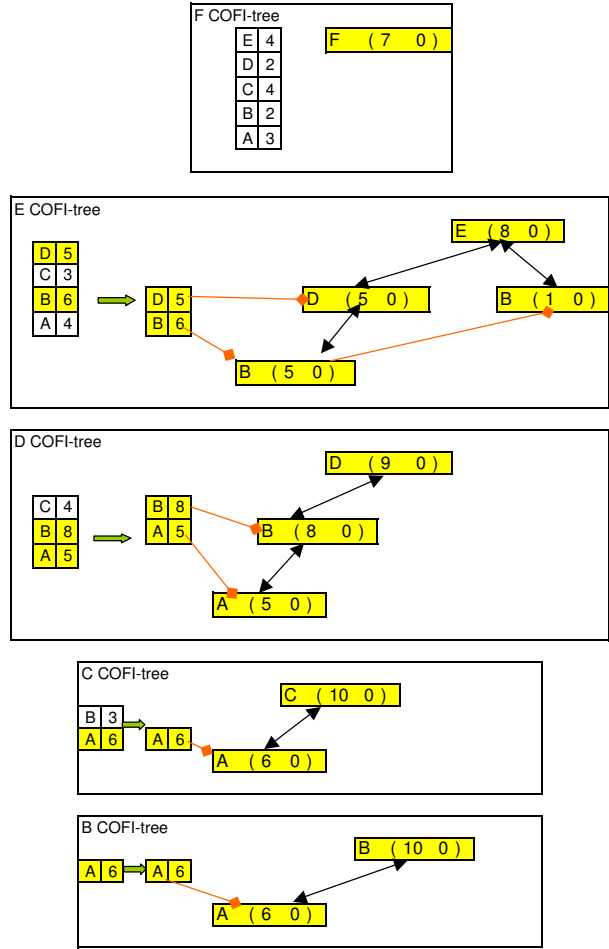 F COFI-tree
E 4
F ( 7 0 )
D 2
C 4
B 2
A 3
E COFI-tree
E ( 8 0 )
D 5
C 3
B 6
A 4
D 5
B 6
D ( 5 0 )
B ( 1 0 )
B ( 5 0 )
D COFI-tree
D ( 9 0 )
C 4
B 8
A 5
B 8
A 5
B ( 8 0 )
A ( 5 0 )
C COFI-tree
C ( 10 0 )
B 3
A 6
A 6
A ( 6 0 )
B COFI-tree
B ( 10 0 )
A 6
A 6
A ( 6 0 )